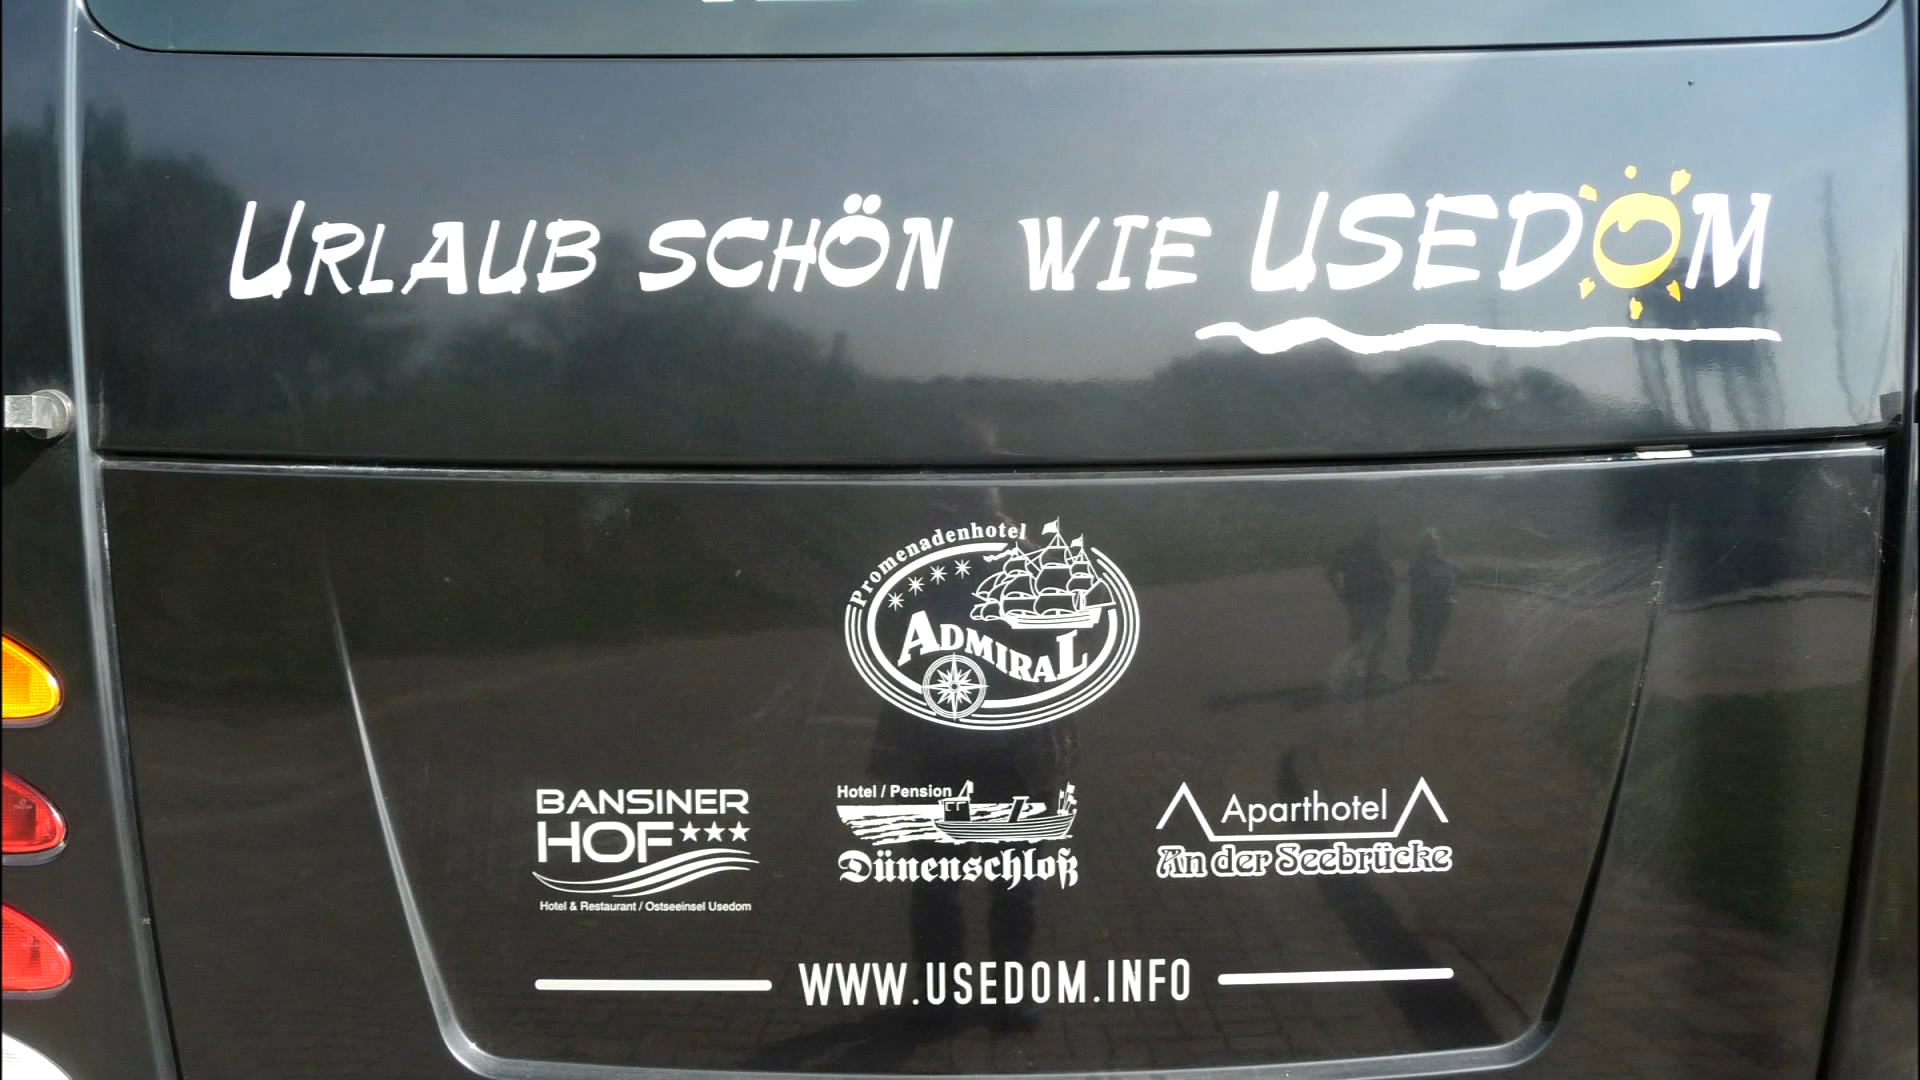 URLAUB SCHÖN WIE USEDOM
Promenadenhotel
ADMIRAL
BANSINER
HOF
Hotel & Restaurant / Ostseeinsel Usedom
Hotel / Pension
Dünenschloß
Aparthotel
An der Seebrücke
WWW.USEDOM.INFO